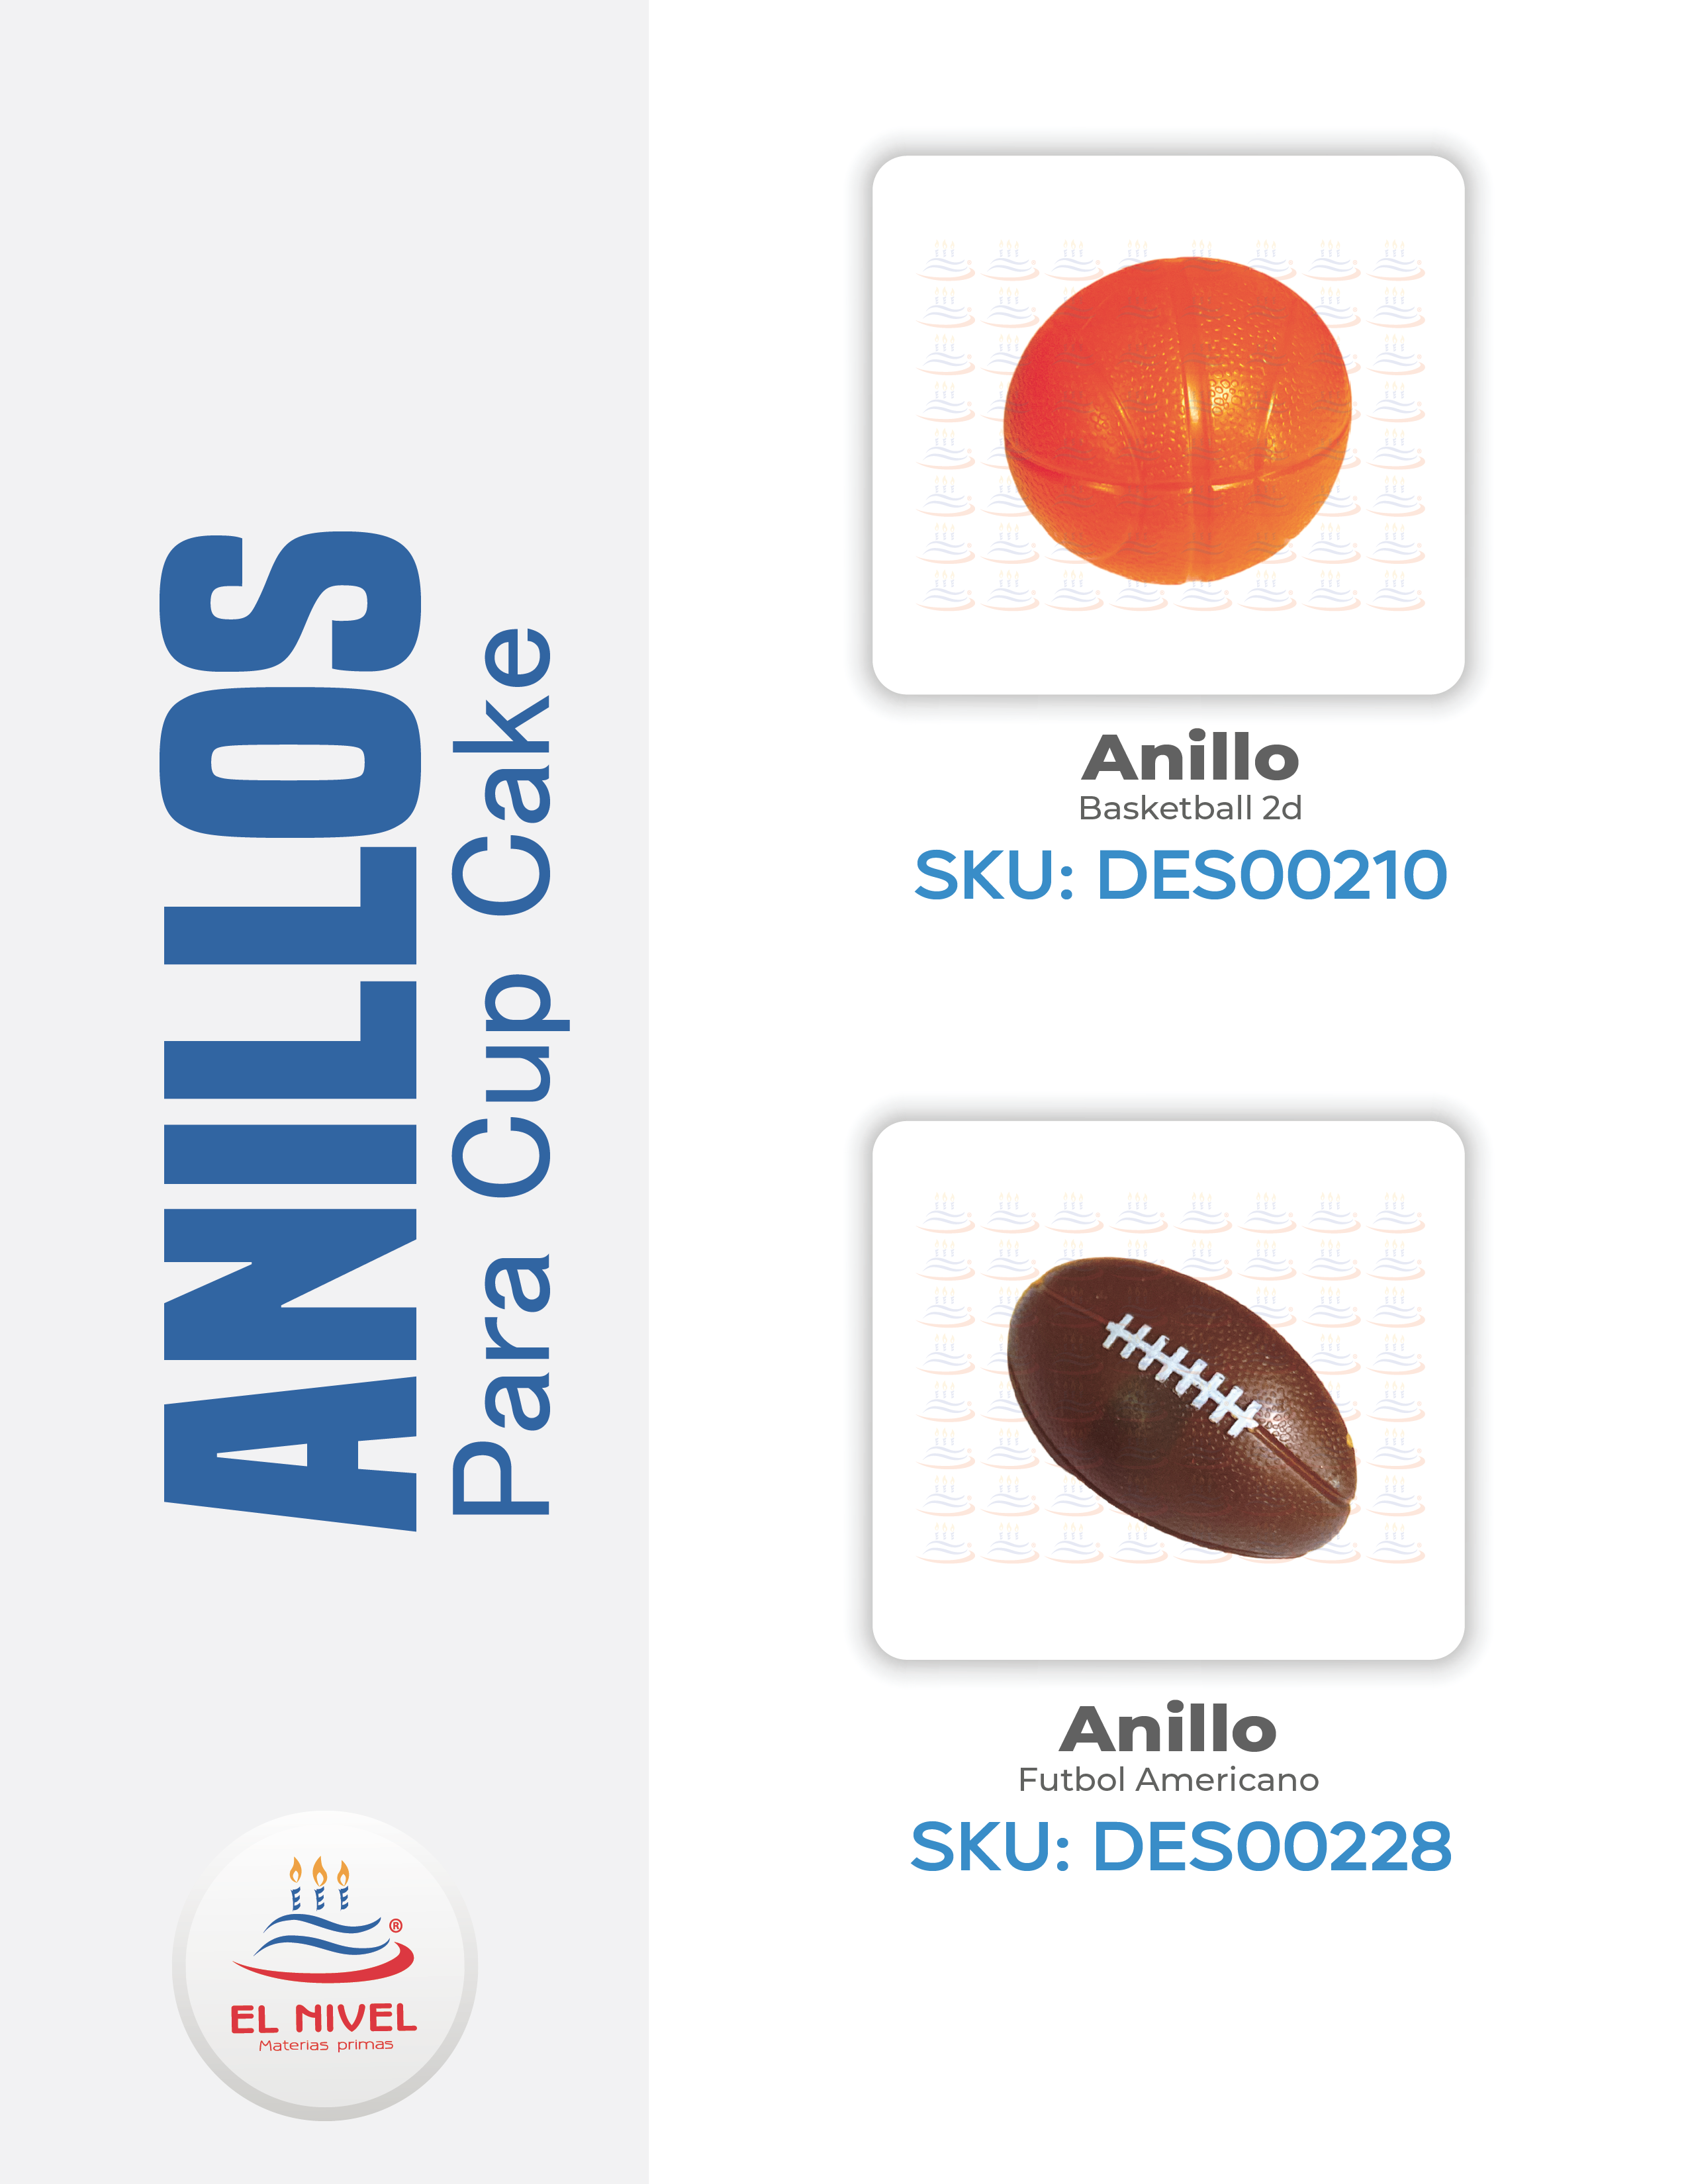 ANILLOS
Para Cup Cake
Anillo
Basketball 2d
SKU: DES00210
Anillo
Futbol Americano
SKU: DES00228
®
EL NIVEL
Materias primas